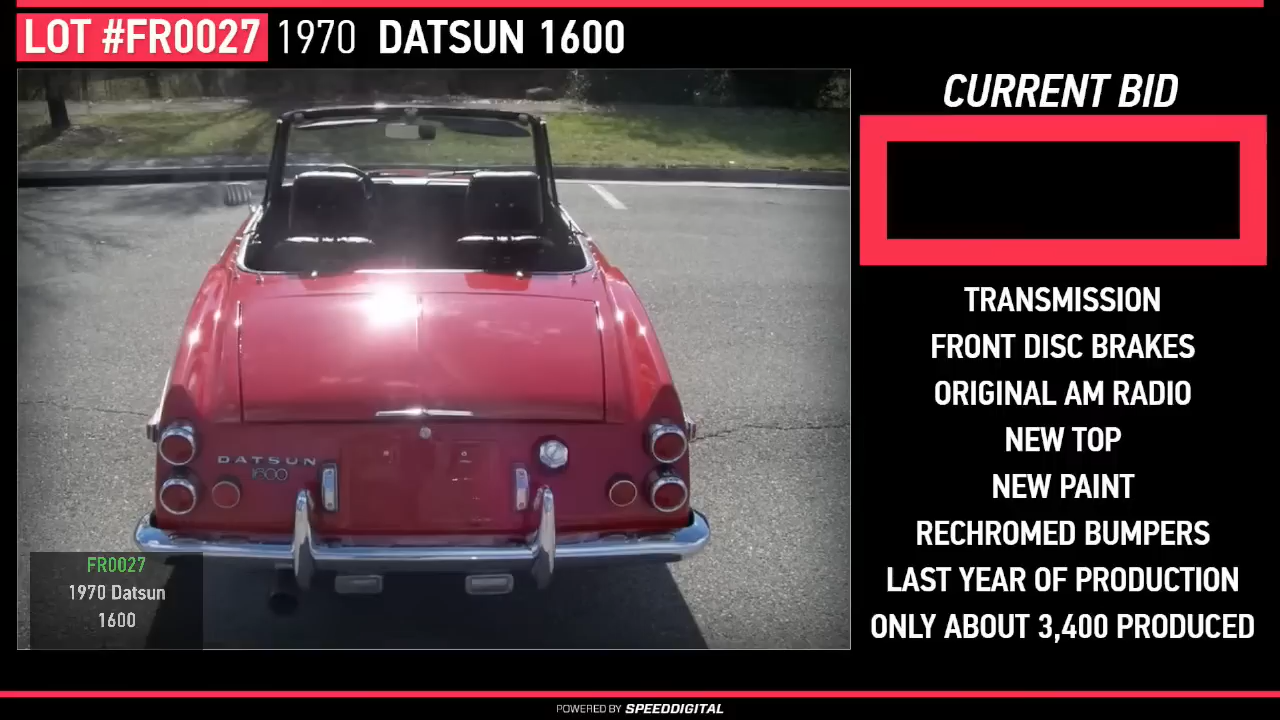 LOT #FR0027 1970 DATSUN 1600
CURRENT BID
TRANSMISSION
FRONT DISC BRAKES
ORIGINAL AM RADIO
NEW TOP
NEW PAINT
RECHROMED BUMPERS
LAST YEAR OF PRODUCTION
ONLY ABOUT 3,400 PRODUCED
DATSUN
1600
FR0027
1970 Datsun
1600
POWERED BY SPEEDDIGITAL